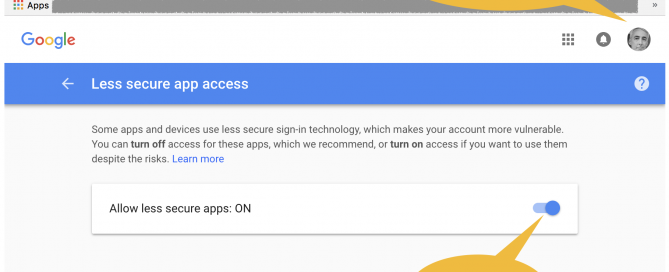 Apps
»
Google
Less secure app access
?
Some apps and devices use less secure sign-in technology, which makes your account more vulnerable.
You can turn off access for these apps, which we recommend, or turn on access if you want to use them
despite the risks. Learn more
Allow less secure apps: ON